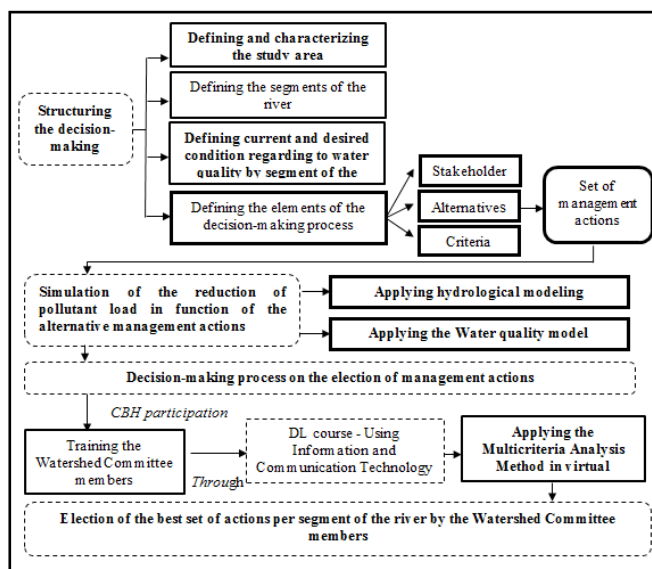 Defining and characterizing
the study area
Defining the segments of the
river
Structuring
the decision-
making
Defining current and desired
condition regarding to water
quality by segment of the
Defining the elements of the
decision-making process
Stakeholder
Alternatives
Criteria
Set of
management
actions
Simulation of the reduction of
pollutant load in function of the
alternative management actions
Applying hydrological modeling
Applying the Water quality model
Decision-making process on the election of management actions
CBH participation
Training the
Watershed Committee
members
Through
DL course - Using
Information and
Communication Technology
Applying the
Multicriteria Analysis
Method in virtual
Election of the best set of actions per segment of the river by the Watershed Committee
members